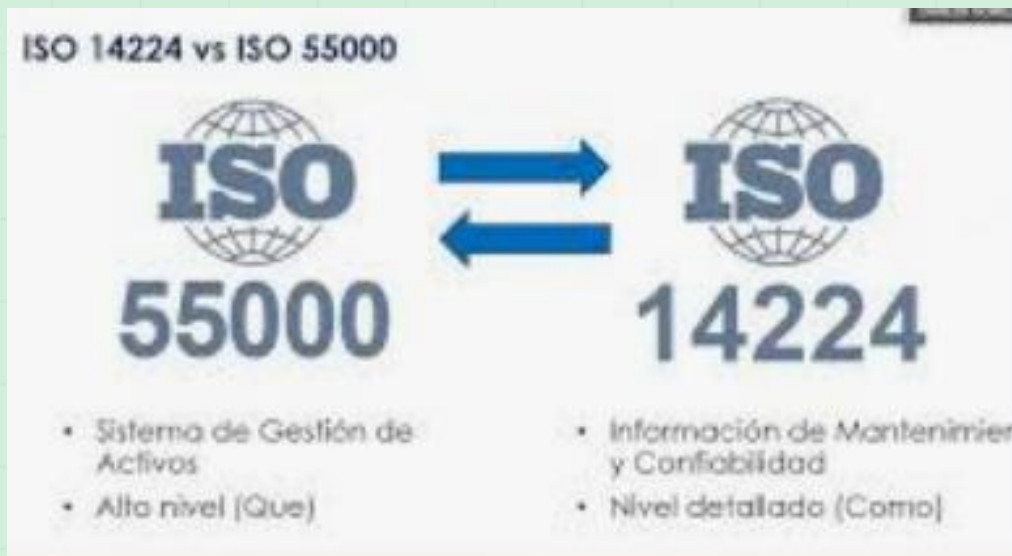 ISO 14224 vs ISO 55000
ISO
55000
• Sistema de Gestión de
Activos
• Alto nivel (Que)
ISO
14224
• Información de
y Confiabilidad
• Nivel detallado (Como)